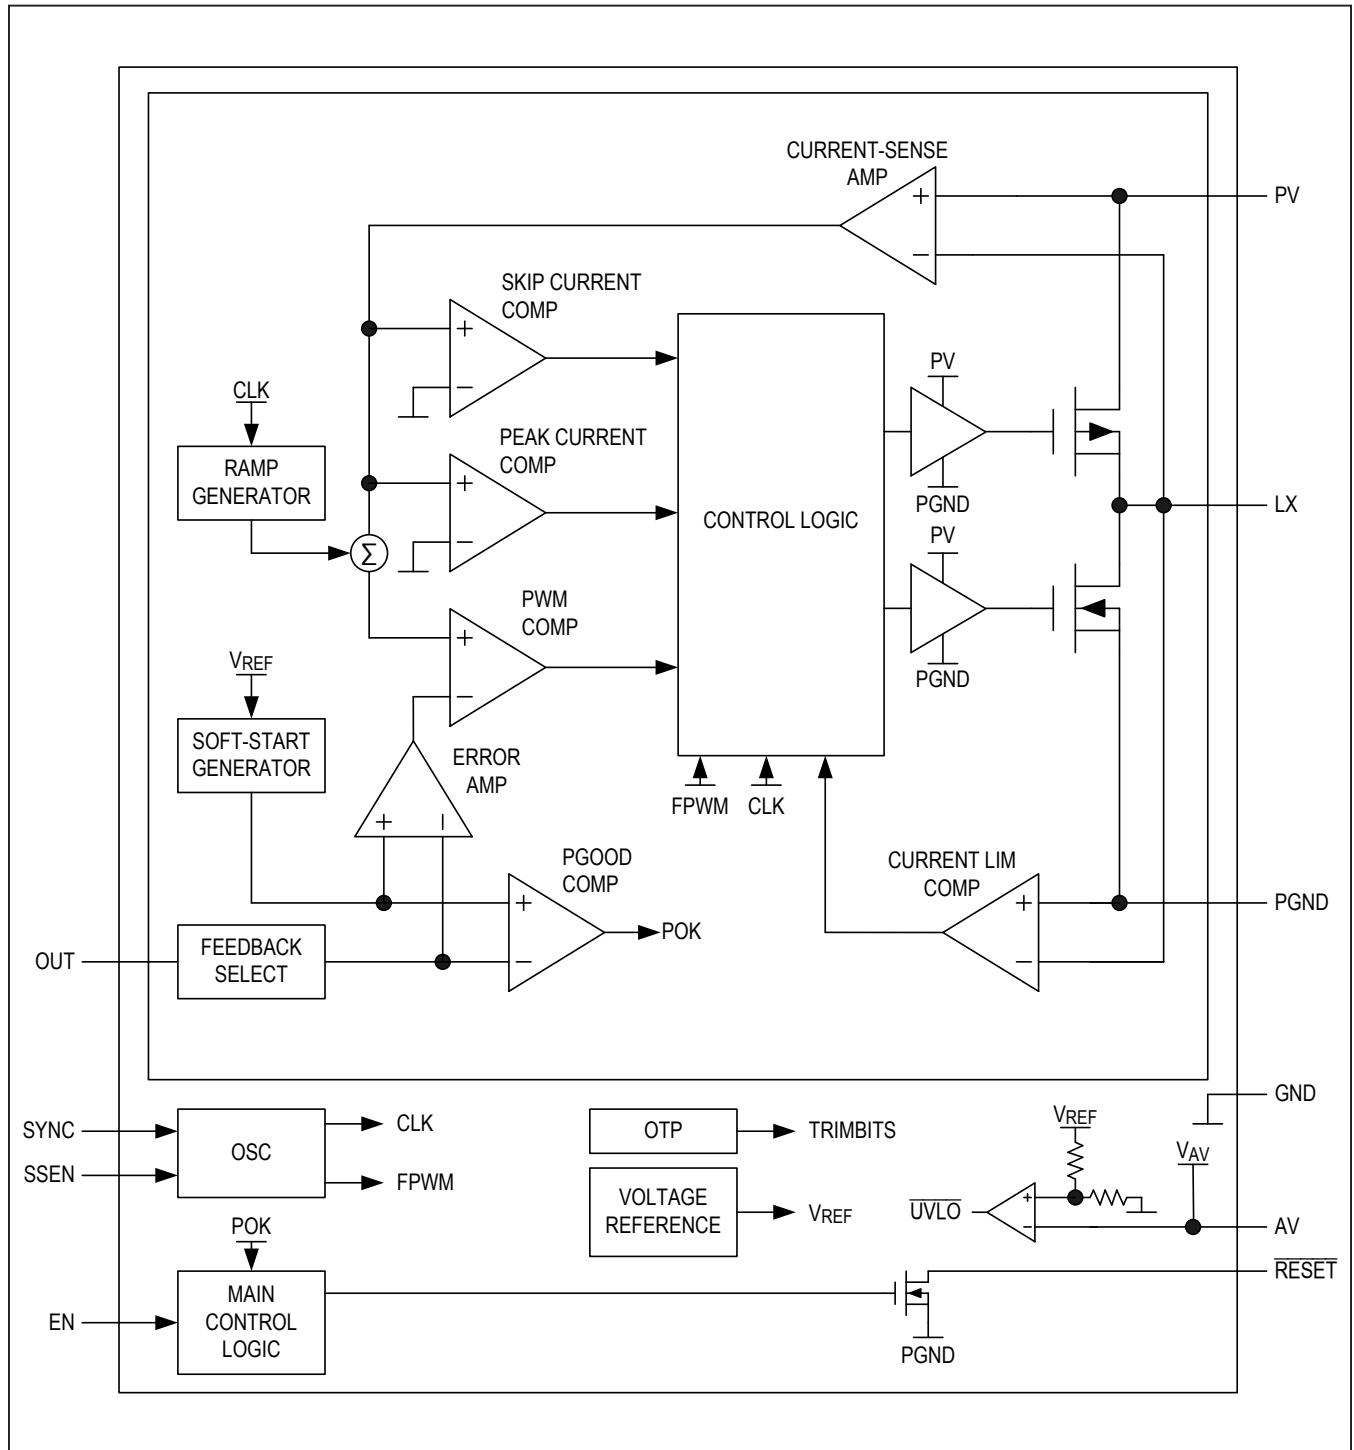 CURRENT-SENSE
AMP
+
−
PV
SKIP CURRENT
COMP
+
−
CLK
RAMP
GENERATOR
PEAK CURRENT
COMP
+
−
Σ
CONTROL LOGIC
PV
PGND
LX
PV
PGND
PWM
COMP
+
−
VREF
SOFT-START
GENERATOR
ERROR
AMP
+
−
FPWM
CLK
PGOOD
COMP
+
−
POK
CURRENT LIM
COMP
+
−
PGND
OUT
FEEDBACK
SELECT
GND
SYNC
SSEN
OSC
CLK
FPWM
OTP
TRIMBITS
VREF
VAV
VOLTAGE
REFERENCE
VREF
U̅V̅L̅O̅
+
−
AV
POK
R̅E̅S̅E̅T̅
EN
MAIN
CONTROL
LOGIC
PGND